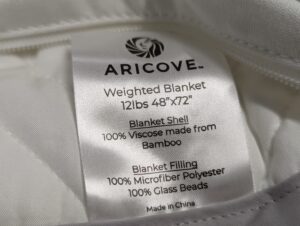 ARICOVE™
Weighted Blanket
12lbs 48"x72"
Blanket Shell
100% Viscose made from
Bamboo
Blanket Filling
100% Microfiber Polyester
100% Glass Beads
Made in China